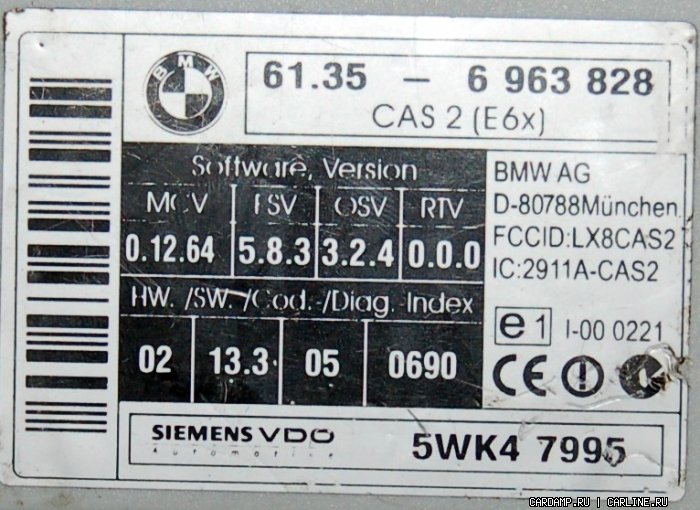 BMW
61.35 - 6 963 828
CAS 2 (E6x)
Software, Version
MCV FSV OSV RTV
0.12.64 5.8.3 3.2.4 0.0.0
HW. /SW. /Cod.-/Diag.-Index
02 13.3 05 0690
BMW AG
D-80788München
FCCID:LX8CAS2
IC:2911A-CAS2
e1 I-00 0221
CE
SIEMENS VDO
Automotive
5WK4 7995
CARDAMP.RU | CARLINE.RU